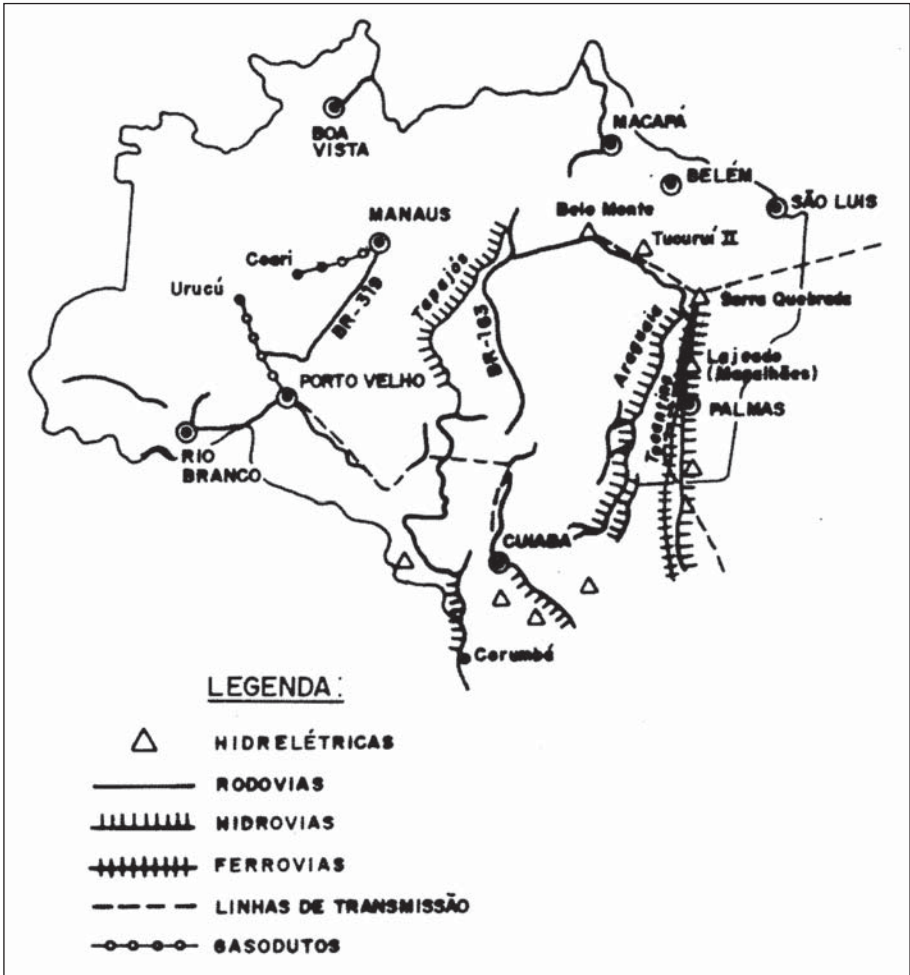 BOA
VISTA
MACAPÁ
BELÉM
SÃO LUIS
MANAUS
Coari
Urucú
BR-319
Tapajós
Belo Monte
Tucuruí II
Serra Quebrada
BR-163
Araguaia
Lajeado
(Magalhães)
Tocantins
PALMAS
PORTO VELHO
RIO
BRANCO
CUIABA
Corumbá
LEGENDA:
HIDRELÉTRICAS
RODOVIAS
HIDROVIAS
FERROVIAS
LINHAS DE TRANSMISSÃO
GASODUTOS